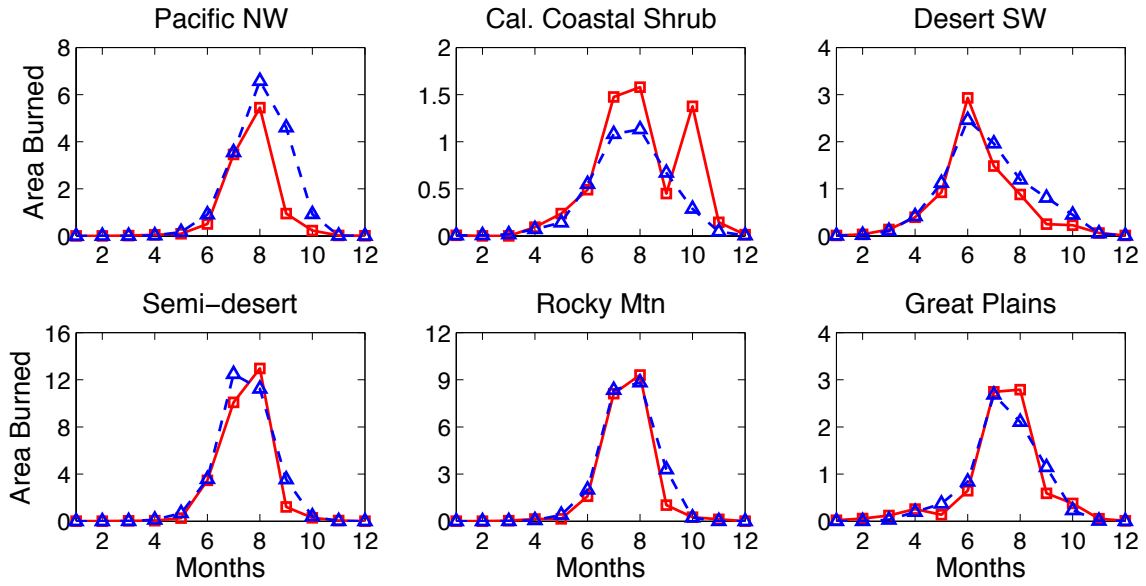 Pacific NW
Cal. Coastal Shrub
Desert SW
Area Burned
8
6
4
2
0
2 4 6 8 10 12
2
1.5
1
0.5
0
2 4 6 8 10 12
4
3
2
1
0
2 4 6 8 10 12
Semi−desert
Rocky Mtn
Great Plains
Area Burned
16
12
8
4
0
2 4 6 8 10 12
Months
12
9
6
3
0
2 4 6 8 10 12
Months
4
3
2
1
0
2 4 6 8 10 12
Months